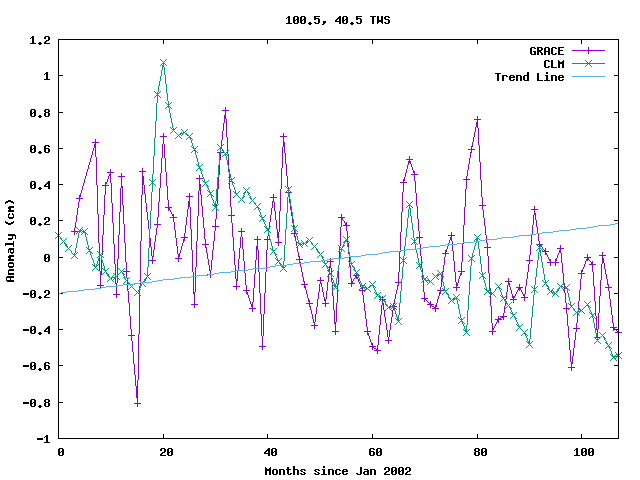 100.5, 40.5 TWS
GRACE
CLM
Trend Line
1.2
1
0.8
0.6
0.4
0.2
0
-0.2
-0.4
-0.6
-0.8
-1
Anomaly (cm)
0 20 40 60 80 100
Months since Jan 2002